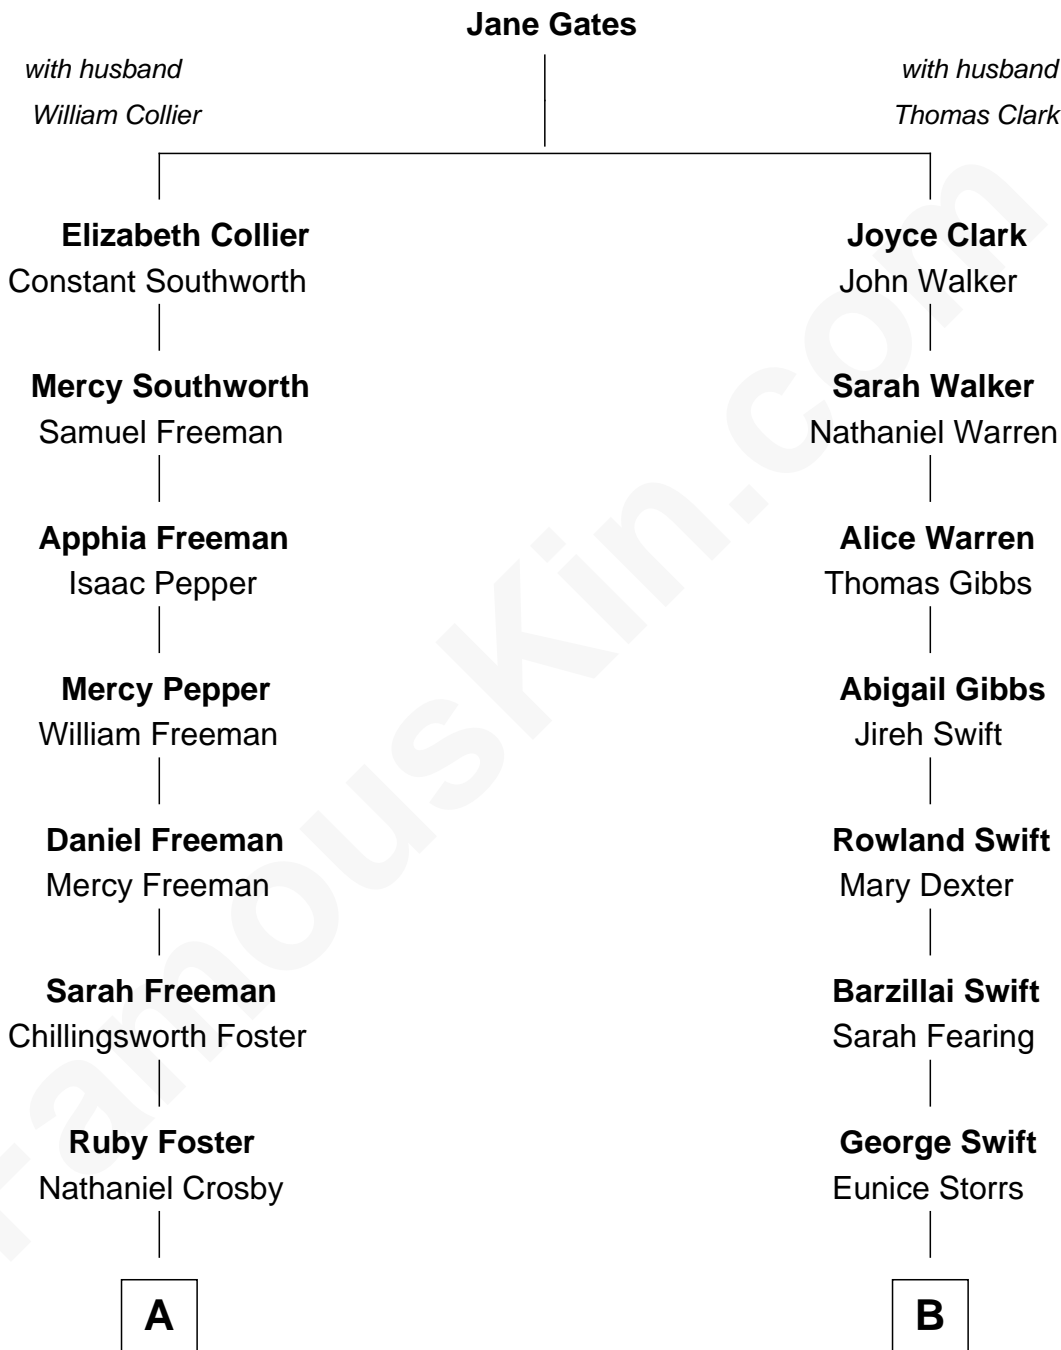 Jane Gates
with husband
William Collier
with husband
Thomas Clark
Elizabeth Collier
Constant Southworth
Mercy Southworth
Samuel Freeman
Apphia Freeman
Isaac Pepper
Mercy Pepper
William Freeman
Daniel Freeman
Mercy Freeman
Sarah Freeman
Chillingsworth Foster
Ruby Foster
Nathaniel Crosby
A
Joyce Clark
John Walker
Sarah Walker
Nathaniel Warren
Alice Warren
Thomas Gibbs
Abigail Gibbs
Jireh Swift
Rowland Swift
Mary Dexter
Barzillai Swift
Sarah Fearing
George Swift
Eunice Storrs
B
FamousKin.com